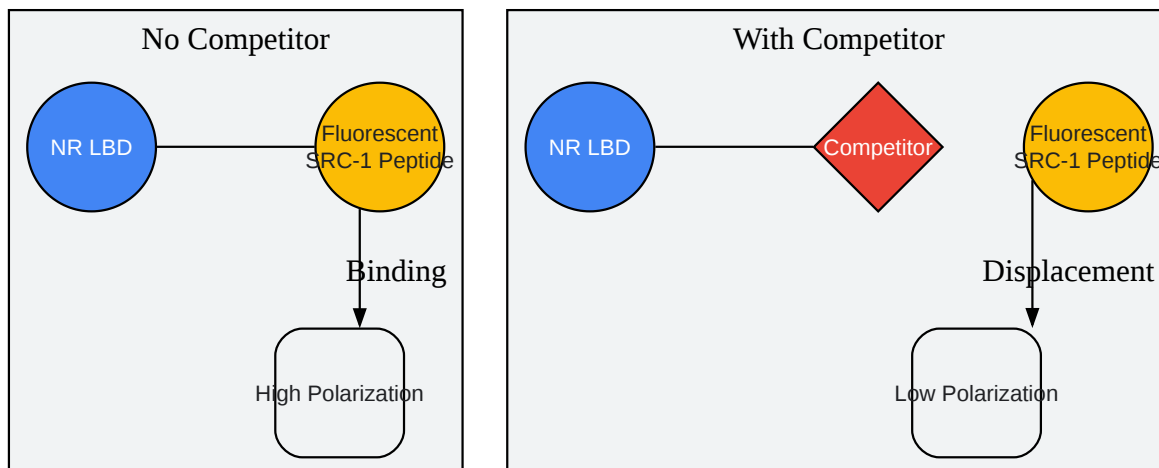 No Competitor
NR LBD
Fluorescent
SRC-1 Peptide
Binding
High Polarization
With Competitor
NR LBD
Competitor
Fluorescent
SRC-1 Peptide
Displacement
Low Polarization